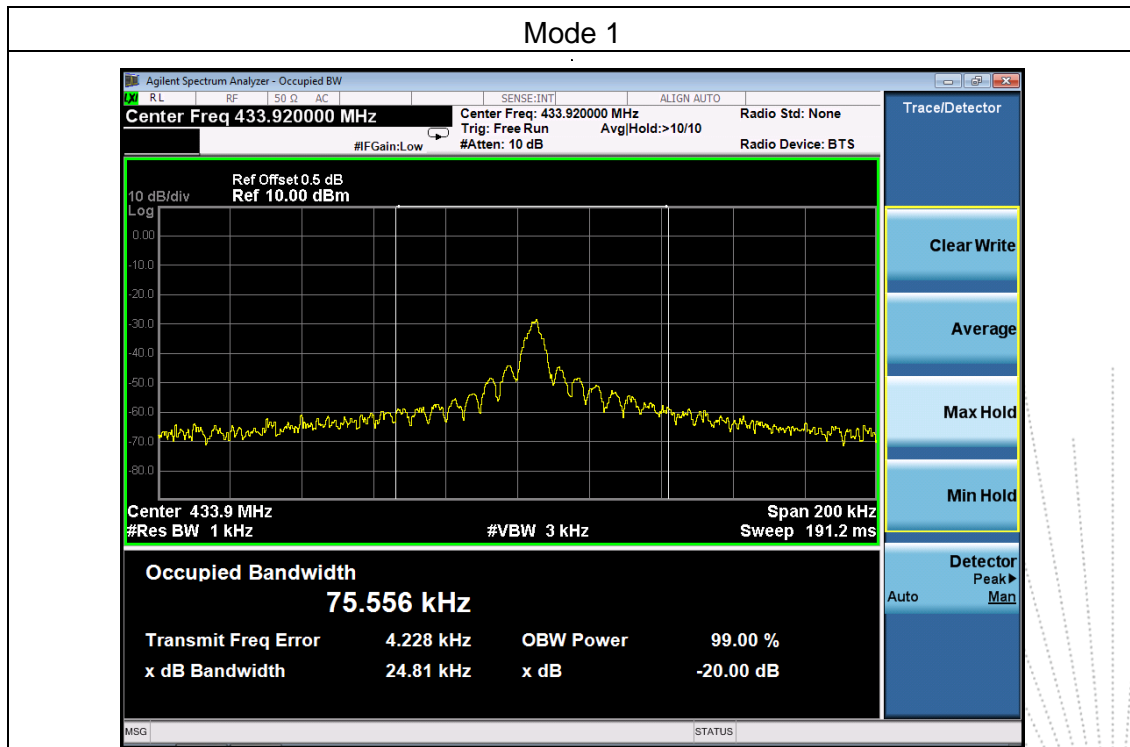 Mode 1
Agilent Spectrum Analyzer - Occupied BW
LXI RL RF 50 Ω AC SENSE:INT ALIGN AUTO
Center Freq 433.920000 MHz
Center Freq: 433.920000 MHz Radio Std: None
Trig: Free Run Avg|Hold:>10/10
#IFGain:Low #Atten: 10 dB Radio Device: BTS
Trace/Detector
Ref Offset 0.5 dB
10 dB/div Ref 10.00 dBm
Log
0.00
-10.0
-20.0
-30.0
-40.0
-50.0
-60.0
-70.0
-80.0
Center 433.9 MHz Span 200 kHz
#Res BW 1 kHz #VBW 3 kHz Sweep 191.2 ms
Clear Write
Average
Max Hold
Min Hold
Detector
Peak▶
Auto Man
Occupied Bandwidth
75.556 kHz
Transmit Freq Error 4.228 kHz OBW Power 99.00 %
x dB Bandwidth 24.81 kHz x dB -20.00 dB
MSG STATUS